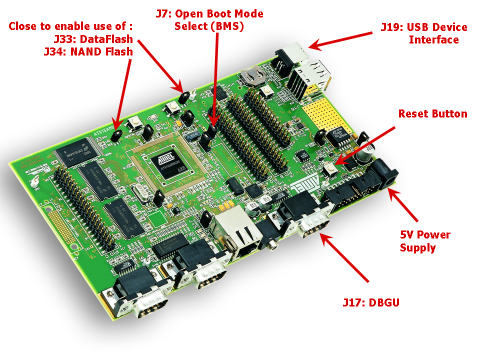 J7: Open Boot Mode
Select (BMS)
Close to enable use of :
J33: DataFlash
J34: NAND Flash
J19: USB Device
Interface
Reset Button
5V Power
Supply
J17: DBGU
ATMEL